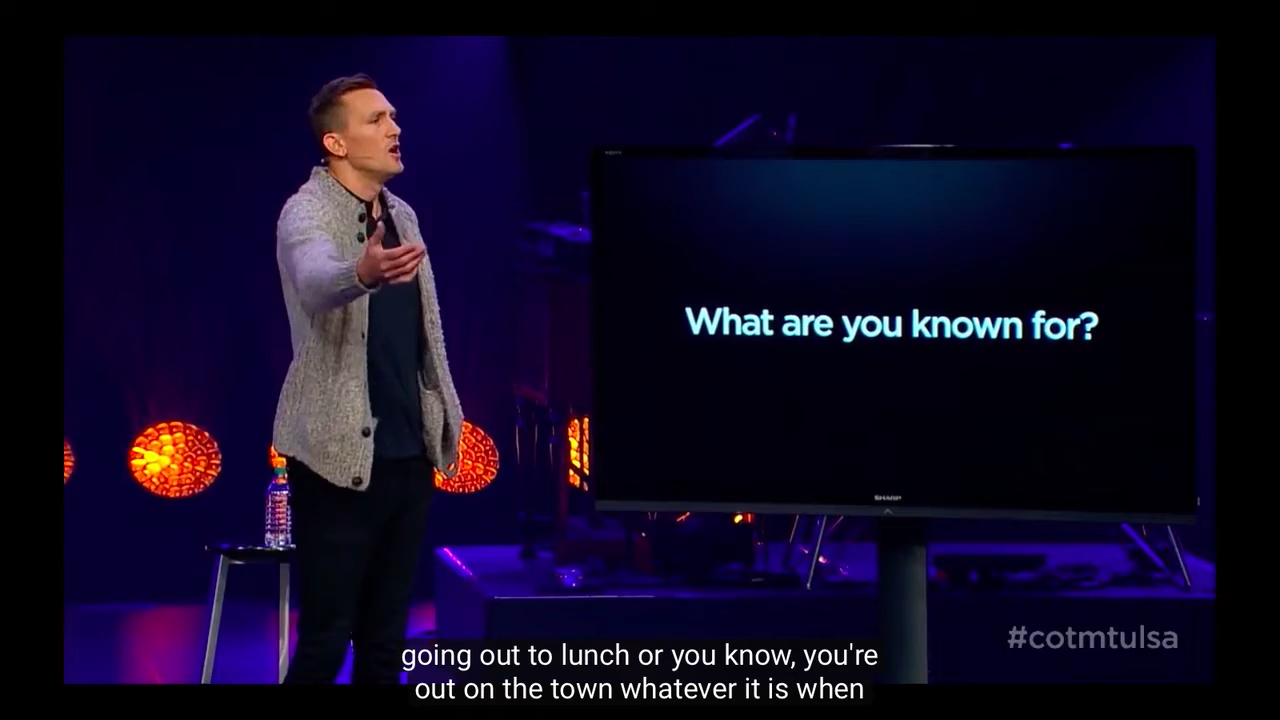 What are you known for?
SHARP
#cotmtulsa
going out to lunch or you know, you're
out on the town whatever it is when